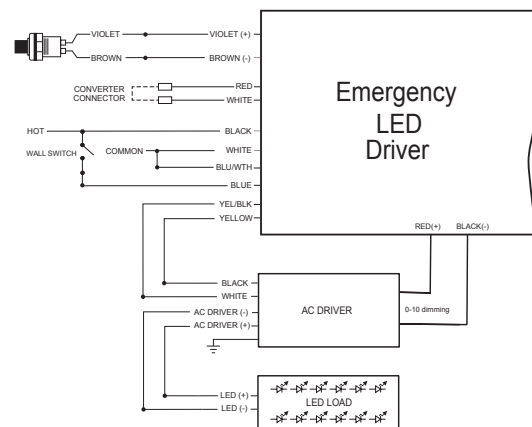 VIOLET VIOLET (+)
BROWN BROWN (-)
CONVERTER
CONNECTOR
RED
WHITE
Emergency
LED
Driver
HOT
BLACK
WALL SWITCH
COMMON
WHITE
BLU/WTH
BLUE
YEL/BLK
YELLOW
RED(+) BLACK(-)
BLACK
WHITE
AC DRIVER (-)
AC DRIVER (+)
AC DRIVER
0-10 dimming
LED (+)
LED (-)
LED LOAD